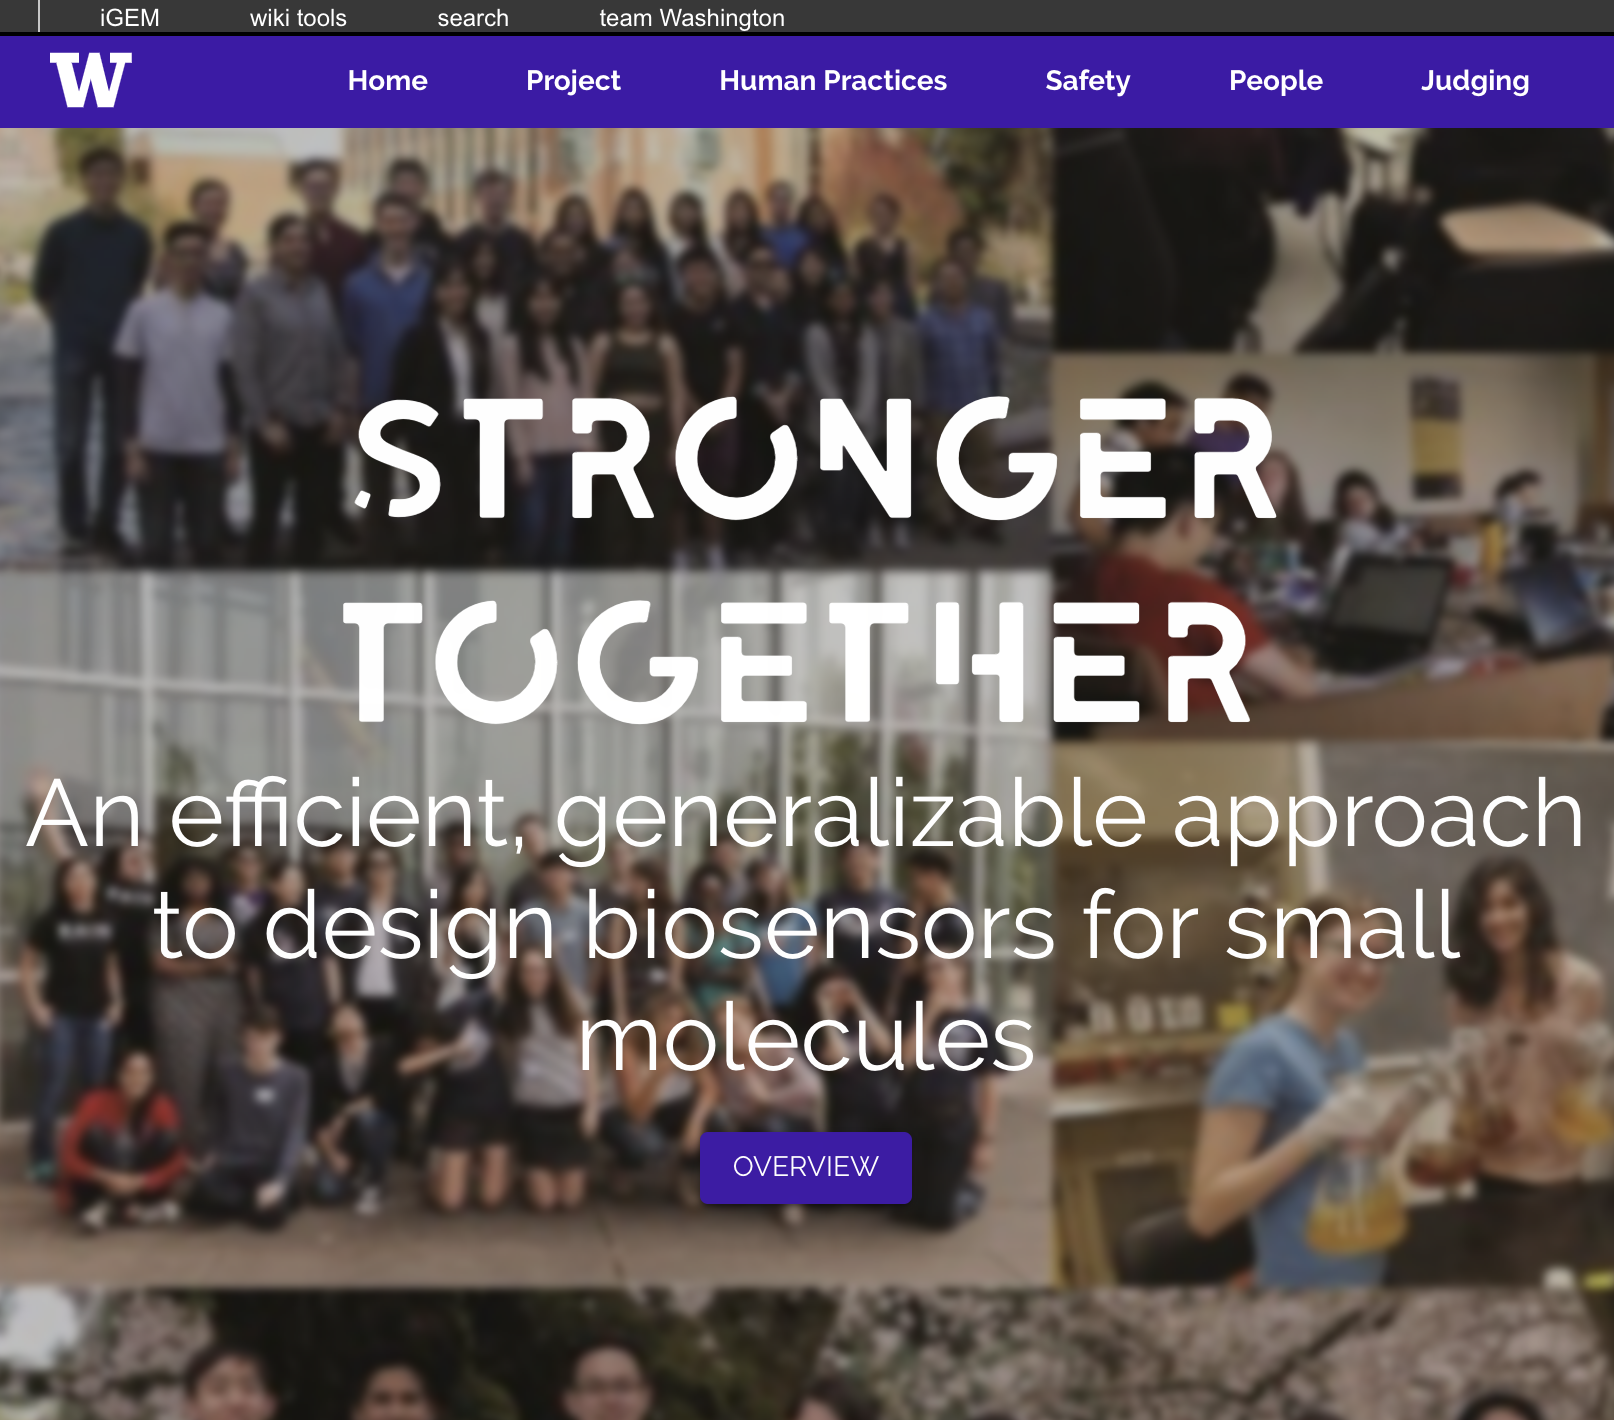 iGEM wiki tools search team Washington
W Home Project Human Practices Safety People Judging
STRONGER
TOGETHER
An efficient, generalizable approach
to design biosensors for small
molecules
OVERVIEW